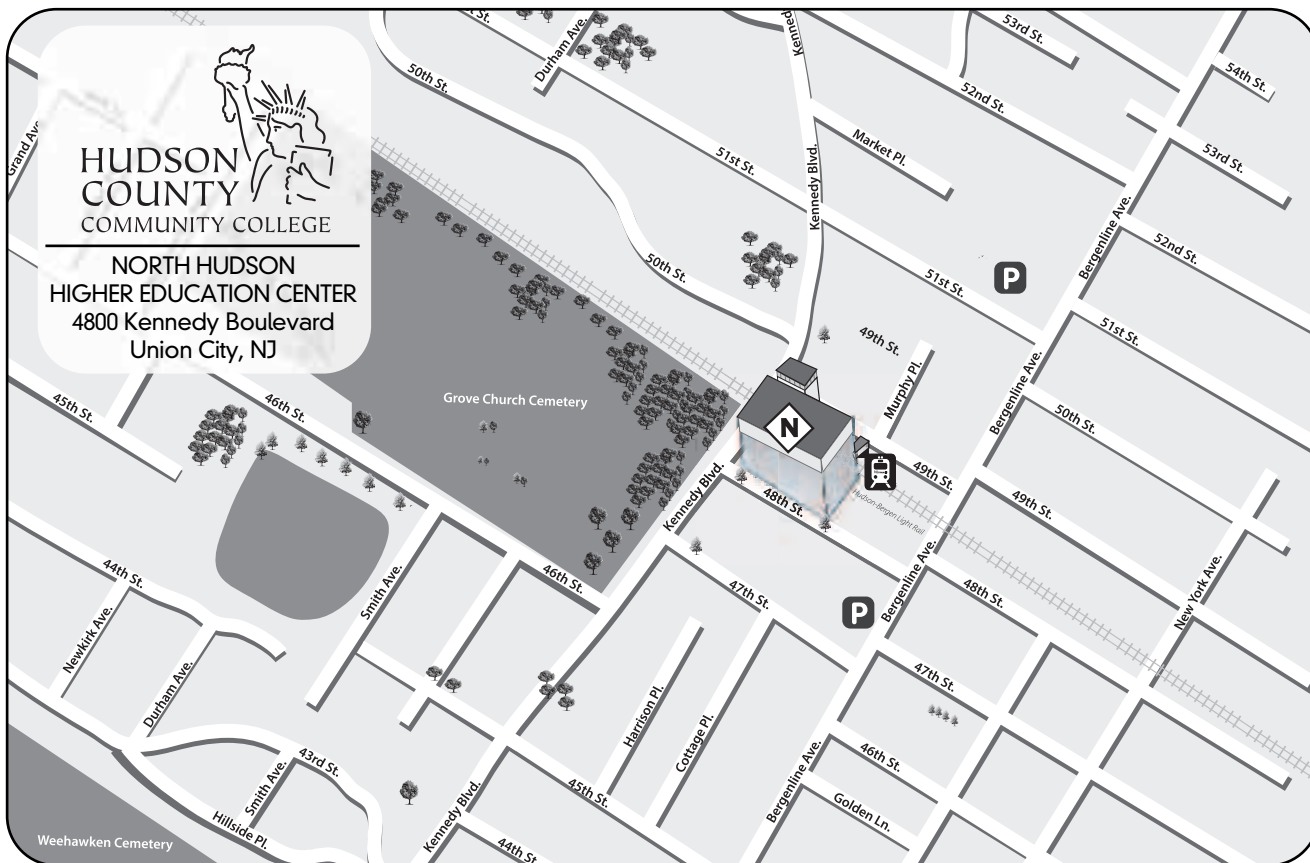 HUDSON
COUNTY
COMMUNITY COLLEGE
NORTH HUDSON
HIGHER EDUCATION CENTER
4800 Kennedy Boulevard
Union City, NJ
Grand Av
50th St.
Durham Ave.
Kenned
53rd St.
54th St.
52nd St.
53rd St.
Market Pl.
51st St.
Kennedy Blvd.
Bergenline Ave.
52nd St.
50th St.
51st St.
P
51st St.
49th St.
Murphy Pl.
Bergenline Ave.
45th St.
46th St.
Grove Church Cemetery
N
50th St.
Kennedy Blvd.
48th St.
49th St.
Hudson-Bergen Light Rail
49th St.
44th St.
Smith Ave.
46th St.
47th St.
P
Bergenline Ave.
48th St.
New York Ave.
Newkirk Ave.
Durham Ave.
47th St.
Harrison Pl.
Cottage Pl.
43rd St.
Smith Ave.
Hillside Pl.
Kennedy Blvd.
45th St.
Bergenline Ave.
46th St.
Golden Ln.
44th St.
Weehawken Cemetery